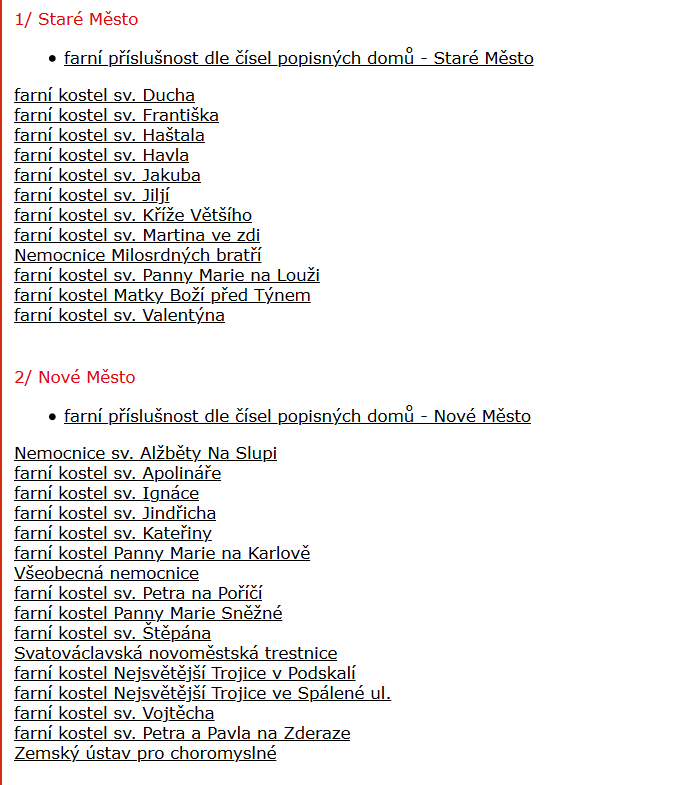 1/ Staré Město
• farní příslušnost dle čísel popisných domů - Staré Město
farní kostel sv. Ducha
farní kostel sv. Františka
farní kostel sv. Haštala
farní kostel sv. Havla
farní kostel sv. Jakuba
farní kostel sv. Jiljí
farní kostel sv. Kříže Většího
farní kostel sv. Martina ve zdi
Nemocnice Milosrdných bratří
farní kostel sv. Panny Marie na Louži
farní kostel Matky Boží před Týnem
farní kostel sv. Valentýna
2/ Nové Město
• farní příslušnost dle čísel popisných domů - Nové Město
Nemocnice sv. Alžběty Na Slupi
farní kostel sv. Apolináře
farní kostel sv. Ignáce
farní kostel sv. Jindřicha
farní kostel sv. Kateřiny
farní kostel Panny Marie na Karlově
Všeobecná nemocnice
farní kostel sv. Petra na Poříčí
farní kostel Panny Marie Sněžné
farní kostel sv. Štěpána
Svatováclavská novoměstská trestnice
farní kostel Nejsvětější Trojice v Podskalí
farní kostel Nejsvětější Trojice ve Spálené ul.
farní kostel sv. Vojtěcha
farní kostel sv. Petra a Pavla na Zderaze
Zemský ústav pro choromyslné